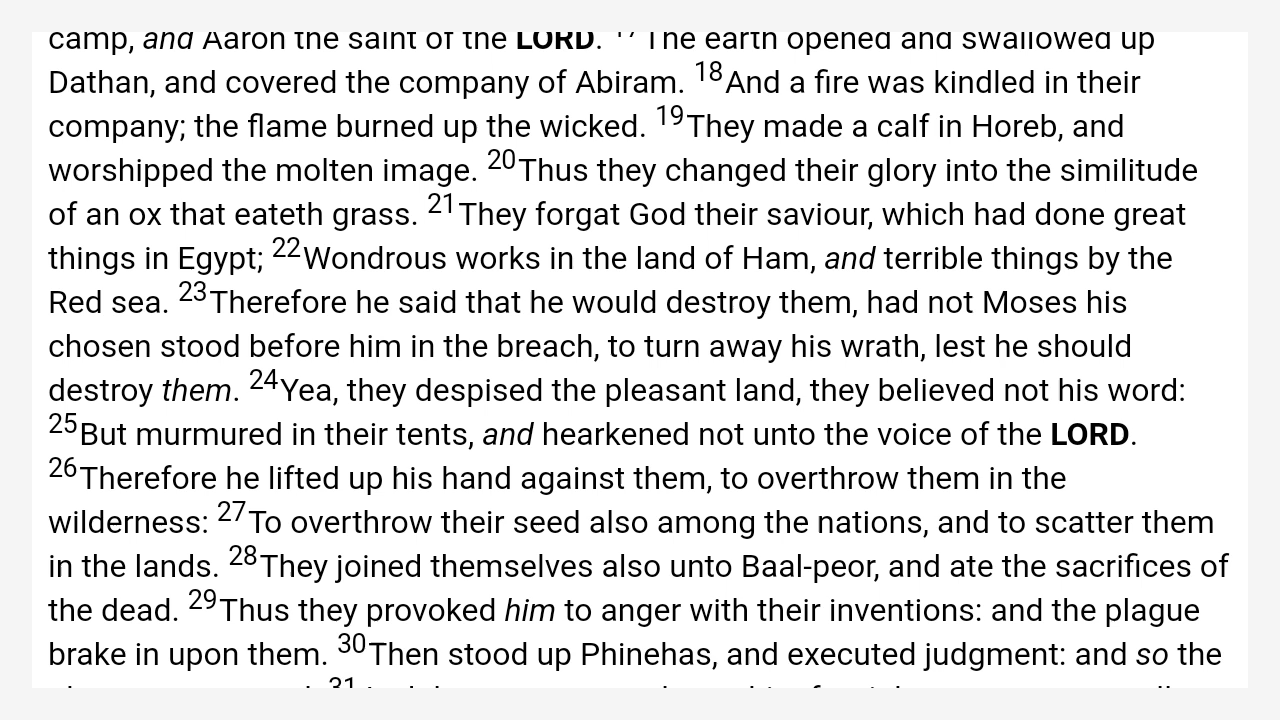 camp, and Aaron the saint of the LORD. 17 The earth opened and swallowed up
Dathan, and covered the company of Abiram. 18And a fire was kindled in their
company; the flame burned up the wicked. 19They made a calf in Horeb, and
worshipped the molten image. 20Thus they changed their glory into the similitude
of an ox that eateth grass. 21They forgat God their saviour, which had done great
things in Egypt; 22Wondrous works in the land of Ham, and terrible things by the
Red sea. 23Therefore he said that he would destroy them, had not Moses his
chosen stood before him in the breach, to turn away his wrath, lest he should
destroy them. 24Yea, they despised the pleasant land, they believed not his word:
25But murmured in their tents, and hearkened not unto the voice of the LORD.
26Therefore he lifted up his hand against them, to overthrow them in the
wilderness: 27To overthrow their seed also among the nations, and to scatter them
in the lands. 28They joined themselves also unto Baal-peor, and ate the sacrifices of
the dead. 29Thus they provoked him to anger with their inventions: and the plague
brake in upon them. 30Then stood up Phinehas, and executed judgment: and so the
31